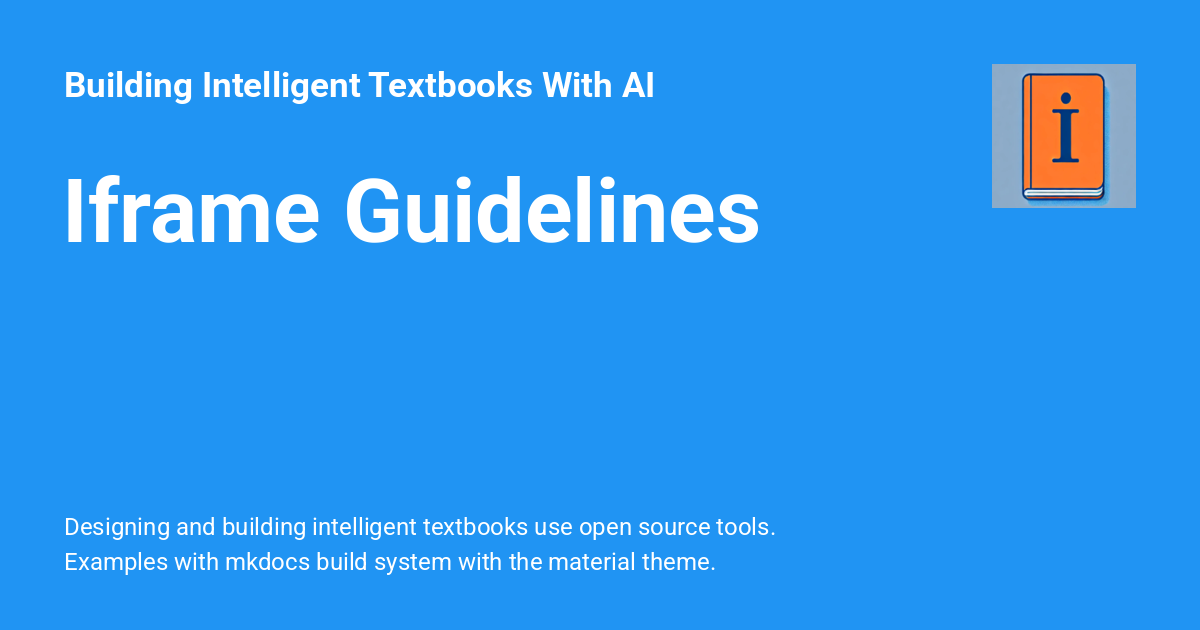 Building Intelligent Textbooks With AI
i
Iframe Guidelines
Designing and building intelligent textbooks use open source tools.
Examples with mkdocs build system with the material theme.